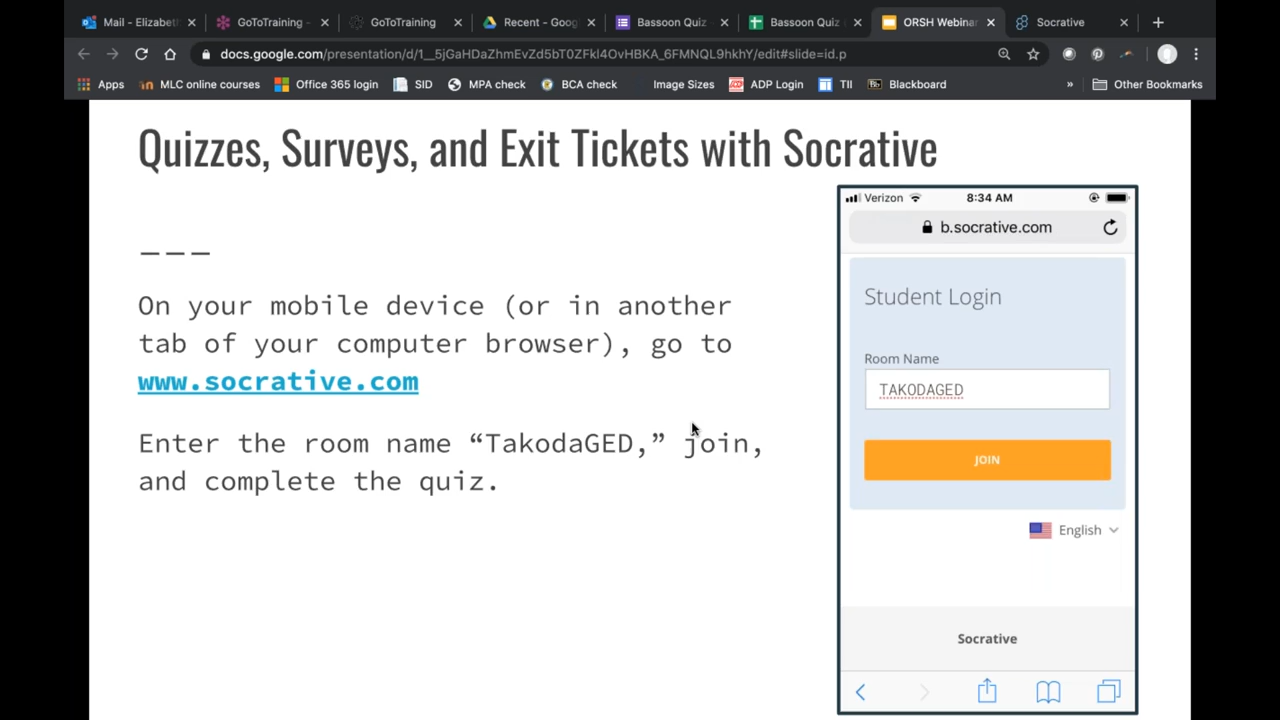 Mail - Elizabeth
GoToTraining -
GoToTraining
Recent - Goog
Bassoon Quiz -
Bassoon Quiz
ORSH Webinar
Socrative
docs.google.com/presentation/d/1__5jGaHDaZhmEvZd5bT0ZFkl4OvHBKA_6FMNQL9hkhY/edit#slide=id.p
Apps
MLC online courses
Office 365 login
SID
MPA check
BCA check
Image Sizes
ADP Login
TII
Bb
Blackboard
»
Other Bookmarks
Quizzes, Surveys, and Exit Tickets with Socrative
On your mobile device (or in another
tab of your computer browser), go to
www.socrative.com
Enter the room name “TakodaGED,” join,
and complete the quiz.
Verizon
8:34 AM
b.socrative.com
Student Login
Room Name
TAKODAGED
JOIN
English
Socrative